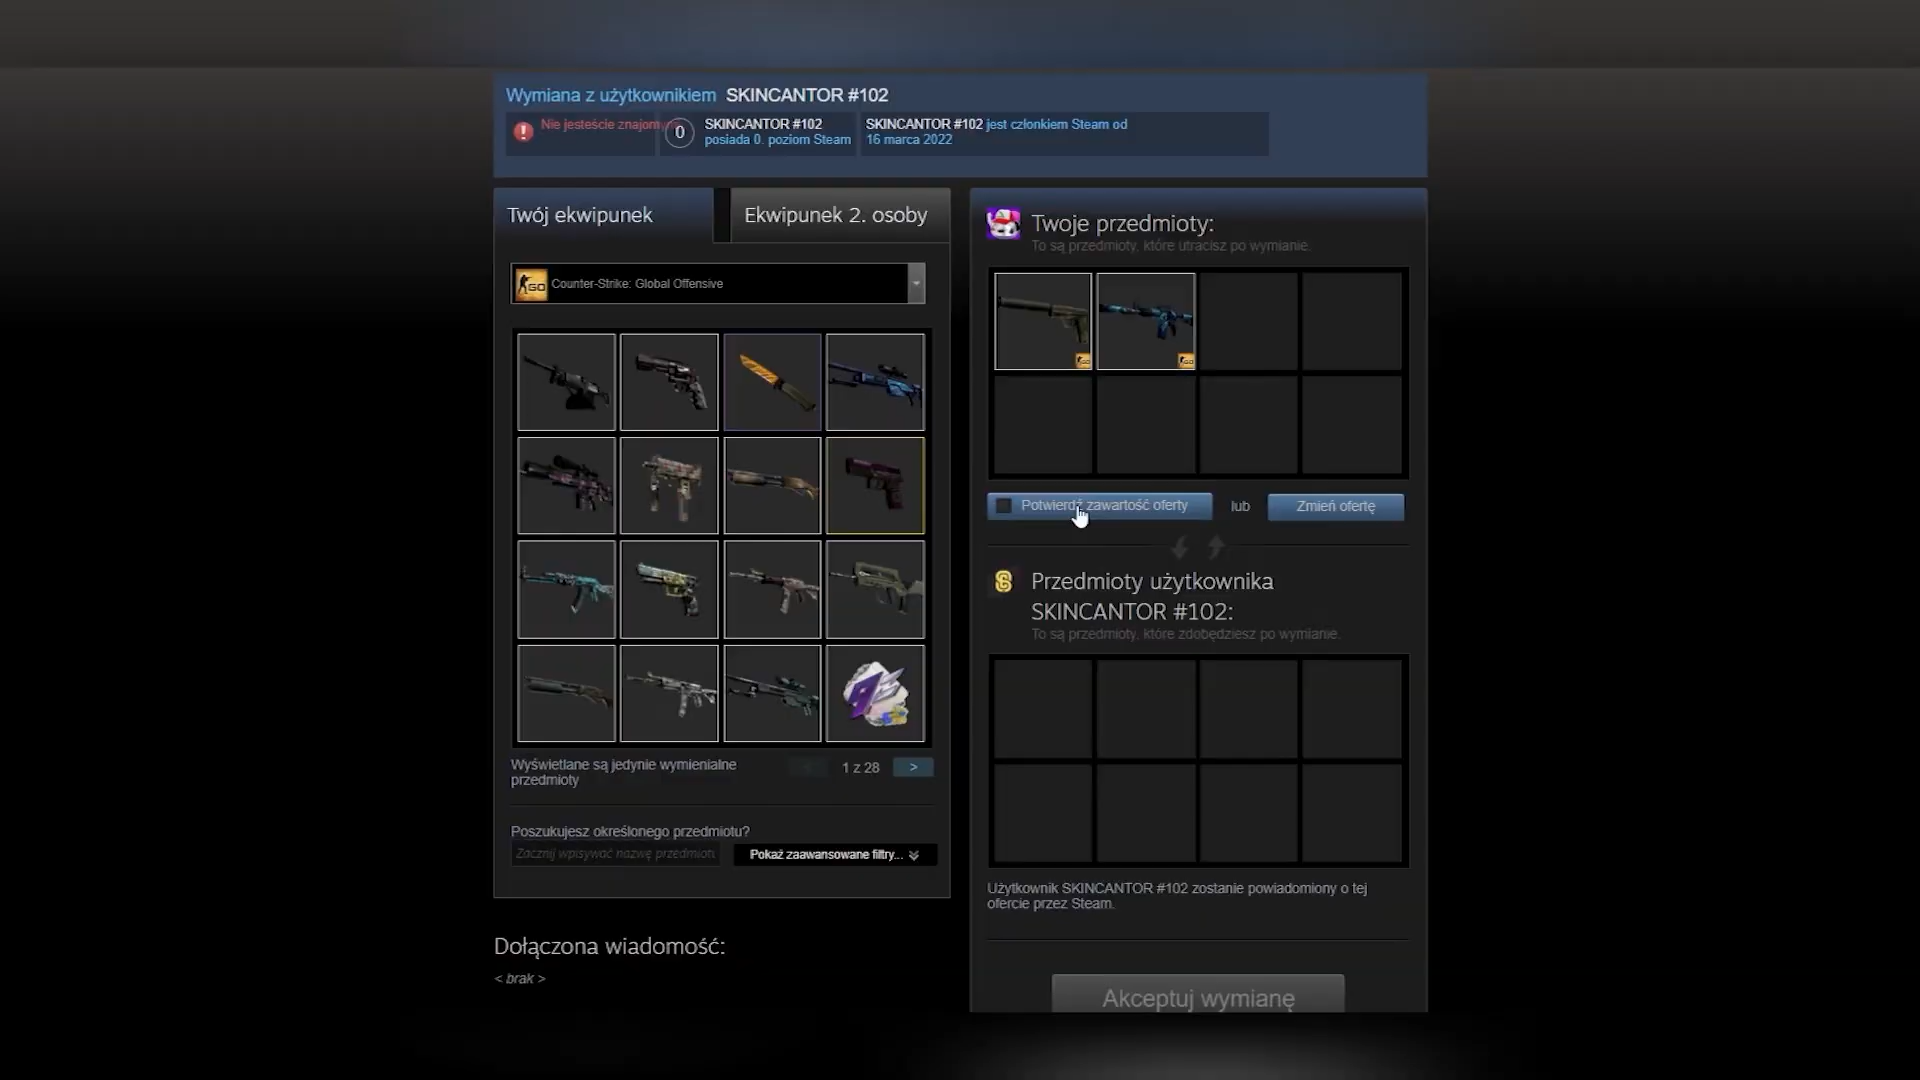 Wymiana z użytkownikiem SKINCANTOR #102
Nie jesteście znajomymi
0
SKINCANTOR #102
posiada 0. poziom Steam
SKINCANTOR #102 jest członkiem Steam od
16 marca 2022
Twój ekwipunek
Ekwipunek 2. osoby
Counter-Strike: Global Offensive
Wyświetlane są jedynie wymienialne
przedmioty
1 z 28
>
Poszukujesz określonego przedmiotu?
Zacznij wpisywać nazwę przedmiotu
Pokaż zaawansowane filtry...
Dołączona wiadomość:
< brak >
Twoje przedmioty:
To są przedmioty, które utracisz po wymianie.
Potwierdź zawartość oferty
lub
Zmień ofertę
Przedmioty użytkownika
SKINCANTOR #102:
To są przedmioty, które zdobędziesz po wymianie.
Użytkownik SKINCANTOR #102 zostanie powiadomiony o tej
ofercie przez Steam.
Akceptuj wymianę